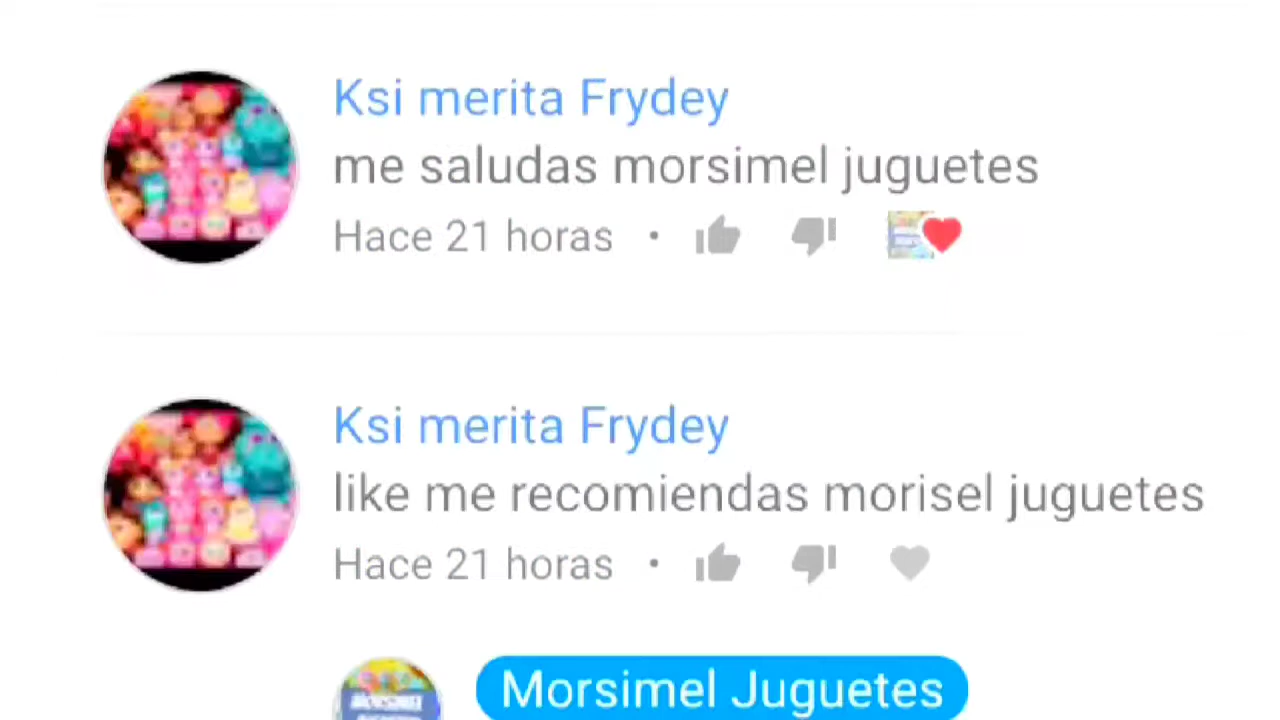 Ksi merita Frydey
me saludas morsimel juguetes
Hace 21 horas •
Ksi merita Frydey
like me recomiendas morisel juguetes
Hace 21 horas •
Morsimel Juguetes